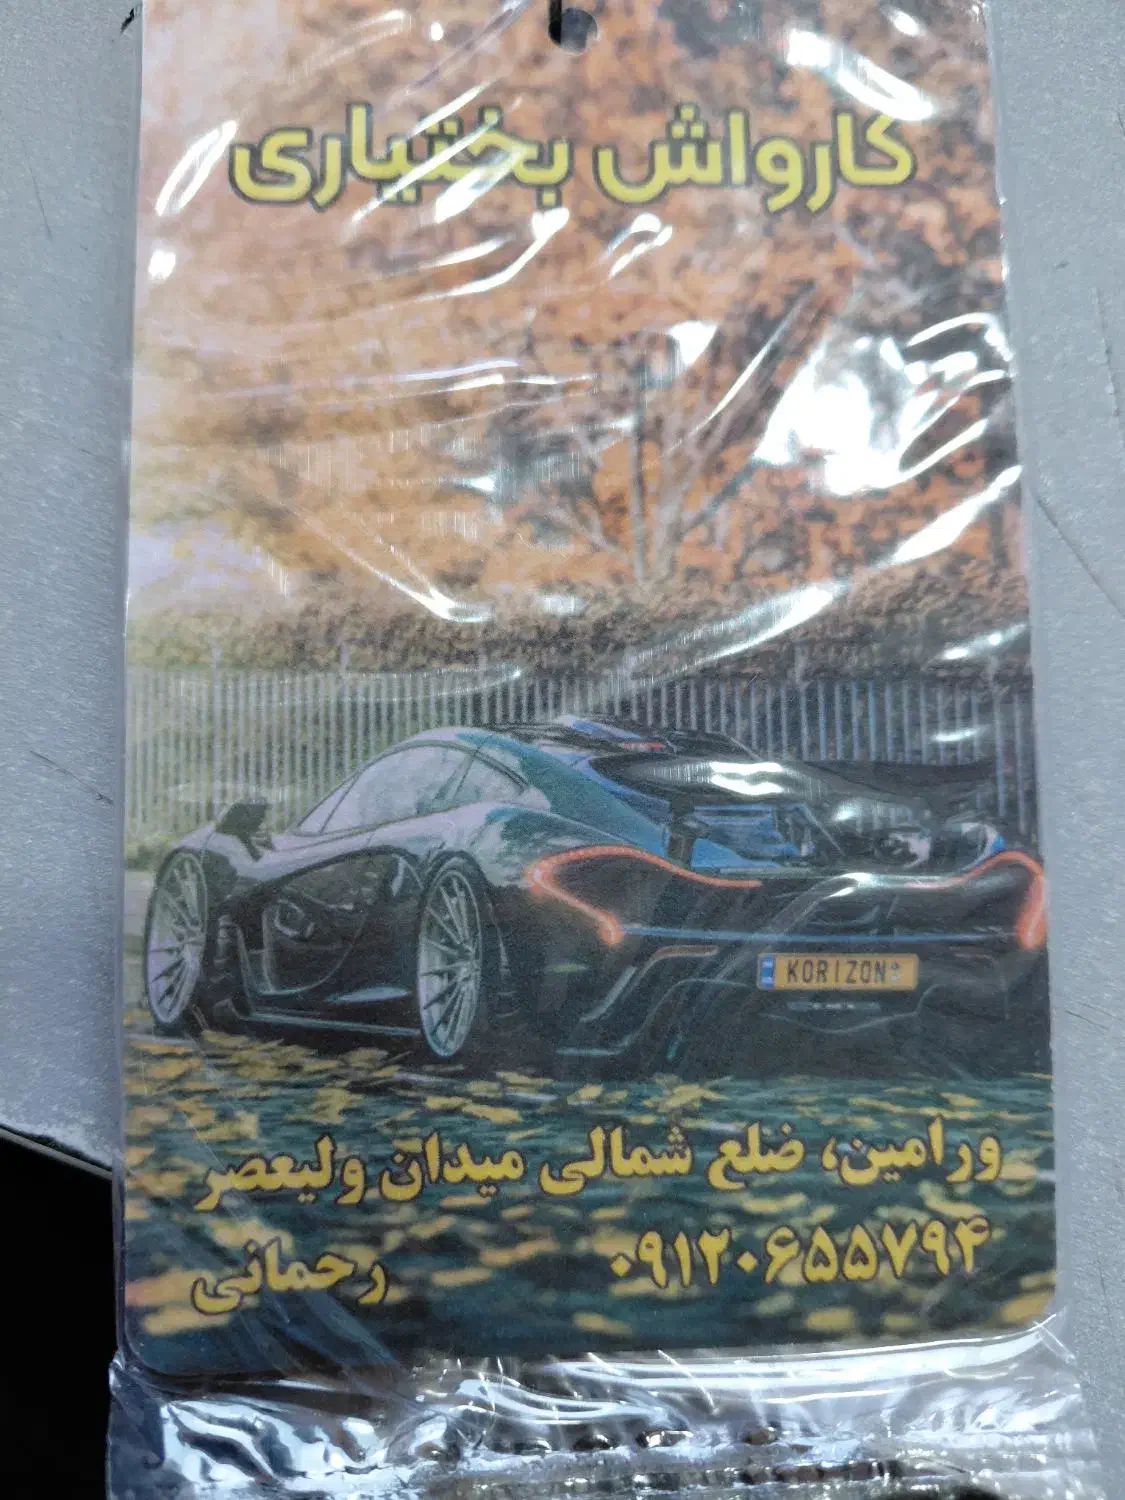 کارواش بختیاری
KORIZON
ورامین، ضلع شمالی میدان ولیعصر
۰۹۱۲۰۶۵۵۷۹۴
رحمانی